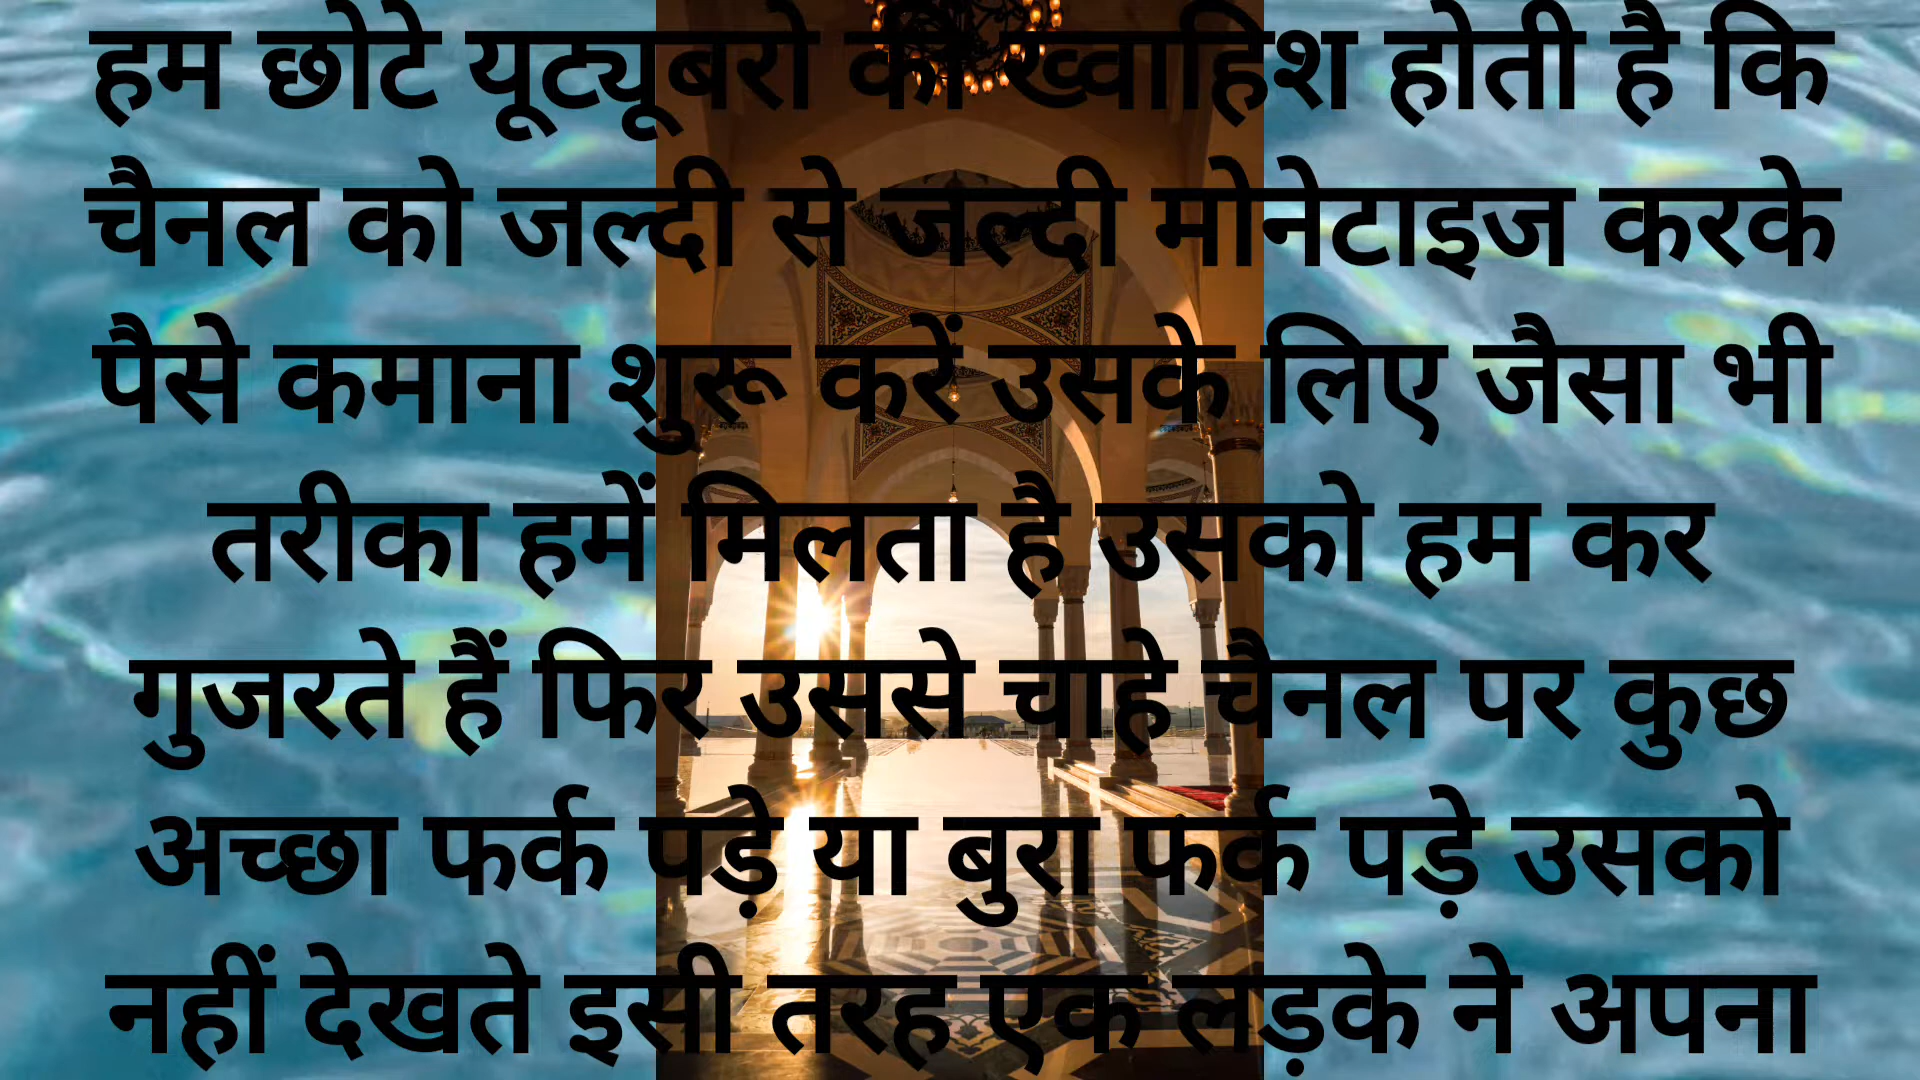 हम छोटे यूट्यूबरो की ख्वाहिश होती है कि
चैनल को जल्दी से जल्दी मोनेटाइज करके
पैसे कमाना शुरू करें उसके लिए जैसा भी
तरीका हमें मिलता है उसको हम कर
गुजरते हैं फिर उससे चाहे चैनल पर कुछ
अच्छा फर्क पड़े या बुरा फर्क पड़े उसको
नहीं देखते इसी तरह एक लड़के ने अपना